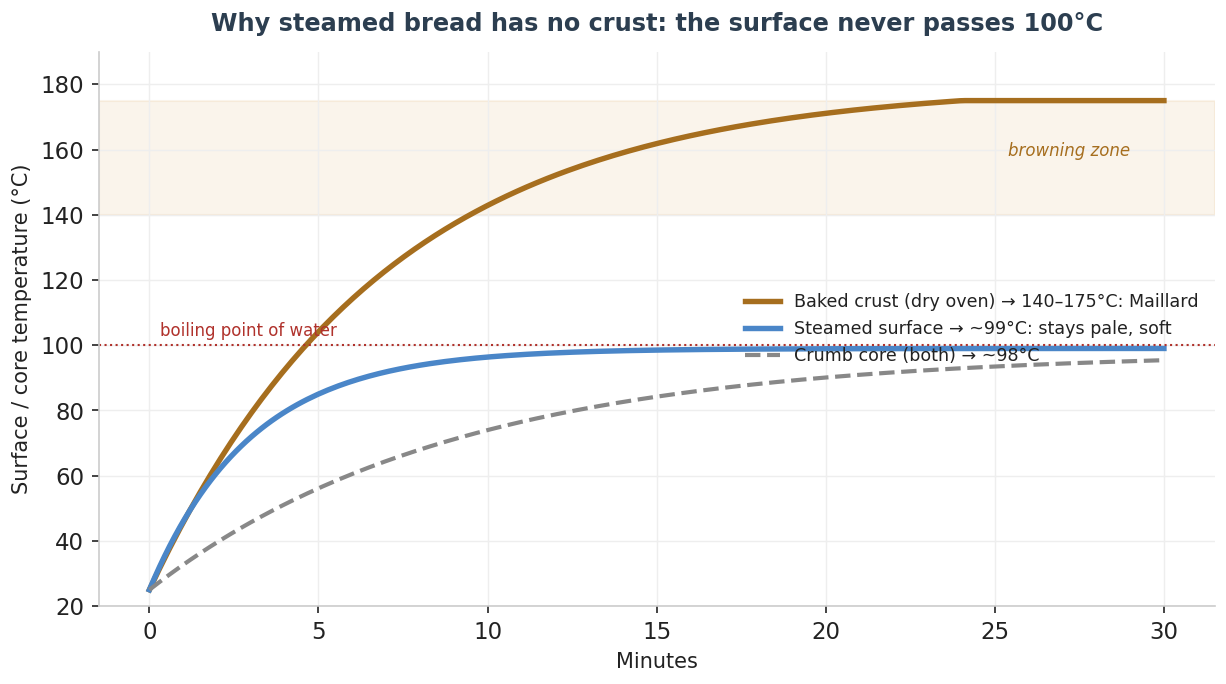 Why steamed bread has no crust: the surface never passes 100°C
Surface / core temperature (°C)
180
160
140
120
100
80
60
40
20
browning zone
boiling point of water
Baked crust (dry oven) → 140–175°C: Maillard
Steamed surface → ~99°C: stays pale, soft
Crumb core (both) → ~98°C
0 5 10 15 20 25 30
Minutes